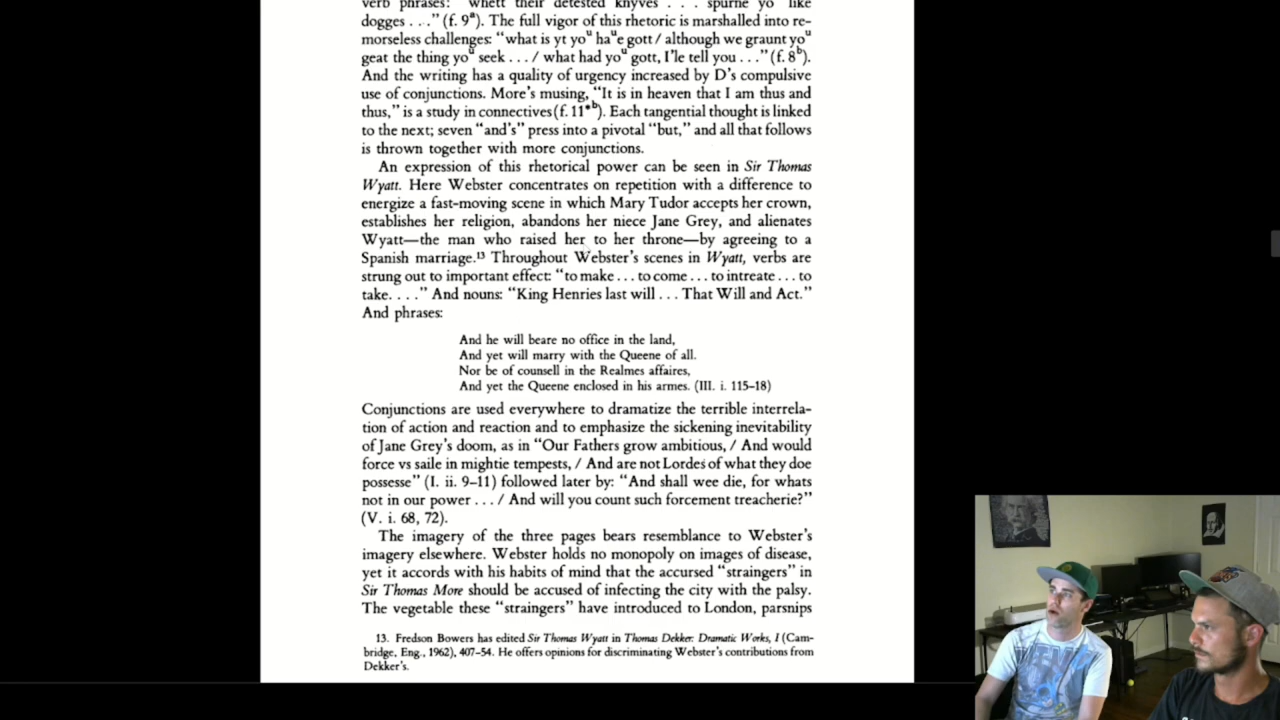 verb phrases: "whett their detested knyves . . . spurne yoᵘ like
dogges . . ." (f. 9ᵃ). The full vigor of this rhetoric is marshalled into re-
morseless challenges: "what is yt yoᵘ haᵘe gott / although we graunt yoᵘ
geat the thing yoᵘ seek . . . / what had yoᵘ gott, I'le tell you . . ." (f. 8ᵇ).
And the writing has a quality of urgency increased by D's compulsive
use of conjunctions. More's musing, "It is in heaven that I am thus and
thus," is a study in connectives (f. 11*ᵇ). Each tangential thought is linked
to the next; seven "and's" press into a pivotal "but," and all that follows
is thrown together with more conjunctions.
An expression of this rhetorical power can be seen in Sir Thomas
Wyatt. Here Webster concentrates on repetition with a difference to
energize a fast-moving scene in which Mary Tudor accepts her crown,
establishes her religion, abandons her niece Jane Grey, and alienates
Wyatt—the man who raised her to her throne—by agreeing to a
Spanish marriage.¹³ Throughout Webster's scenes in Wyatt, verbs are
strung out to important effect: "to make . . . to come . . . to intreate . . . to
take. . . ." And nouns: "King Henries last will . . . That Will and Act."
And phrases:
And he will beare no office in the land,
And yet will marry with the Queene of all.
Nor be of counsell in the Realmes affaires,
And yet the Queene enclosed in his armes. (III. i. 115-18)
Conjunctions are used everywhere to dramatize the terrible interrela-
tion of action and reaction and to emphasize the sickening inevitability
of Jane Grey's doom, as in "Our Fathers grow ambitious, / And would
force vs saile in mightie tempests, / And are not Lordes of what they doe
possesse" (I. ii. 9-11) followed later by: "And shall wee die, for whats
not in our power . . . / And will you count such forcement treacherie?"
(V. i. 68, 72).
The imagery of the three pages bears resemblance to Webster's
imagery elsewhere. Webster holds no monopoly on images of disease,
yet it accords with his habits of mind that the accursed "straingers" in
Sir Thomas More should be accused of infecting the city with the palsy.
The vegetable these "straingers" have introduced to London, parsnips
13. Fredson Bowers has edited Sir Thomas Wyatt in Thomas Dekker: Dramatic Works, I (Cam-
bridge, Eng., 1962), 407-54. He offers opinions for discriminating Webster's contributions from
Dekker's.